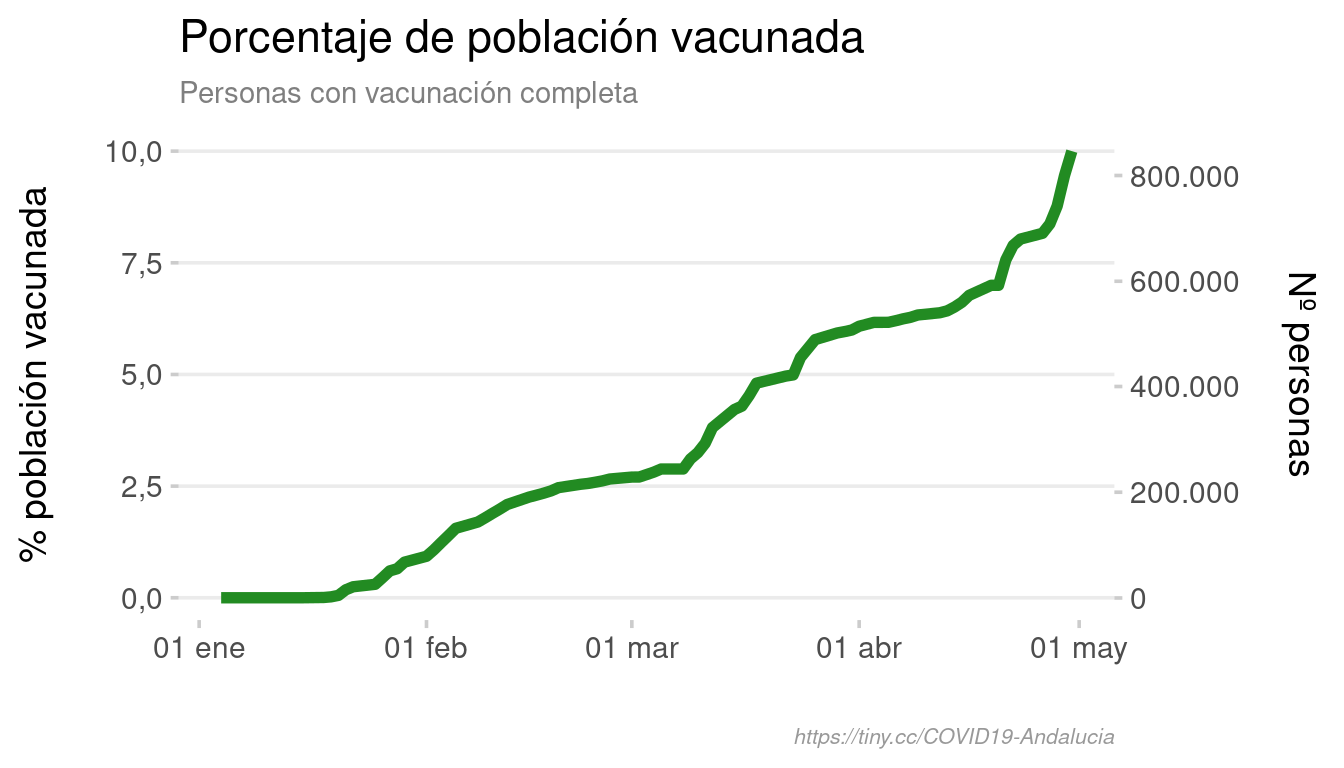 Porcentaje de población vacunada
Personas con vacunación completa
% población vacunada
10,0
7,5
5,0
2,5
0,0
800.000
600.000
400.000
200.000
0
Nº personas
01 ene
01 feb
01 mar
01 abr
01 may
https://tiny.cc/COVID19-Andalucia